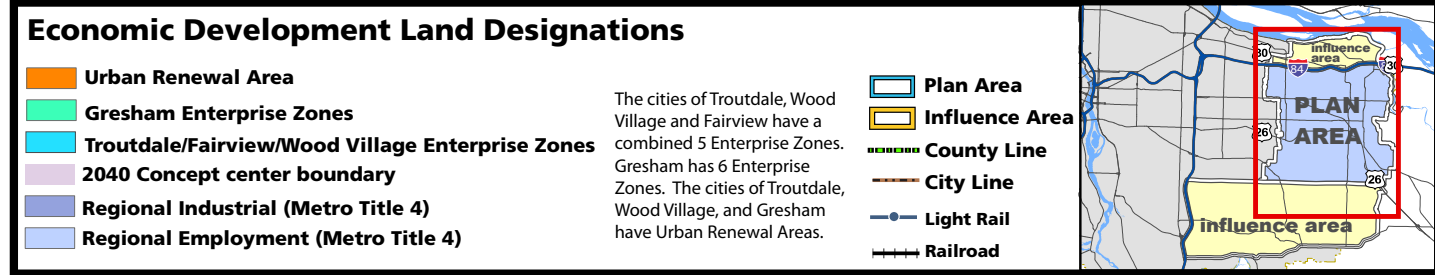 Economic Development Land Designations
Urban Renewal Area
Gresham Enterprise Zones
Troutdale/Fairview/Wood Village Enterprise Zones
2040 Concept center boundary
Regional Industrial (Metro Title 4)
Regional Employment (Metro Title 4)
The cities of Troutdale, Wood
Village and Fairview have a
combined 5 Enterprise Zones.
Gresham has 6 Enterprise
Zones.  The cities of Troutdale,
Wood Village, and Gresham
have Urban Renewal Areas.
Plan Area
Influence Area
County Line
City Line
Light Rail
Railroad
30
influence
area
84
30
PLAN
AREA
26
26
influence area